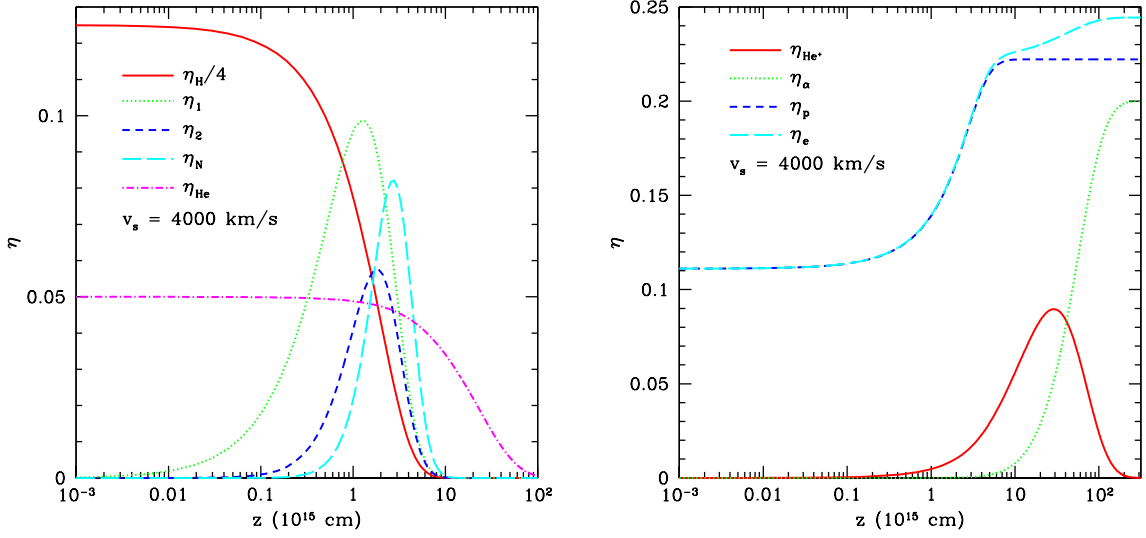 0.1
0.05
0
η
η_H/4
η_1
η_2
η_N
η_He
v_s = 4000 km/s
10⁻³ 0.01 0.1 1 10 10²
z (10¹⁵ cm)
0.25
0.2
0.15
0.1
0.05
0
η
η_He⁺
η_α
η_p
η_e
v_s = 4000 km/s
10⁻³ 0.01 0.1 1 10 10²
z (10¹⁵ cm)